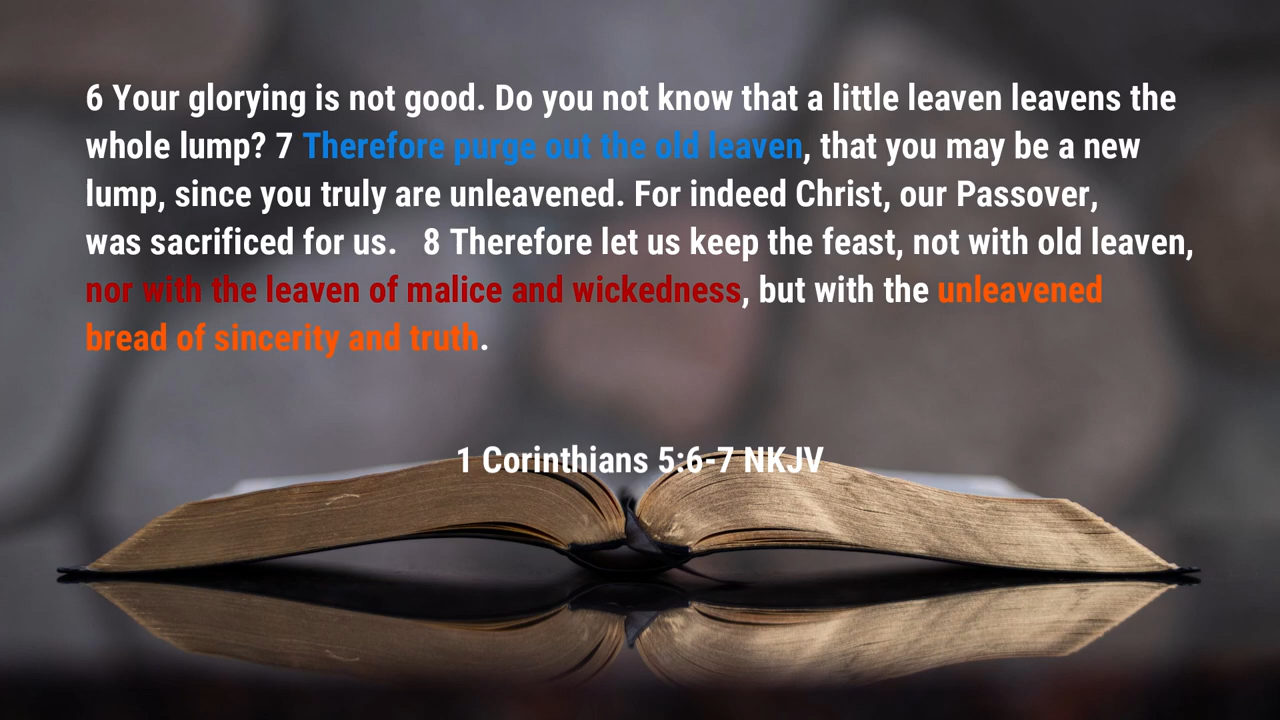 6 Your glorying is not good. Do you not know that a little leaven leavens the
whole lump? 7 Therefore purge out the old leaven, that you may be a new
lump, since you truly are unleavened. For indeed Christ, our Passover,
was sacrificed for us.   8 Therefore let us keep the feast, not with old leaven,
nor with the leaven of malice and wickedness, but with the unleavened
bread of sincerity and truth.
1 Corinthians 5:6-7 NKJV